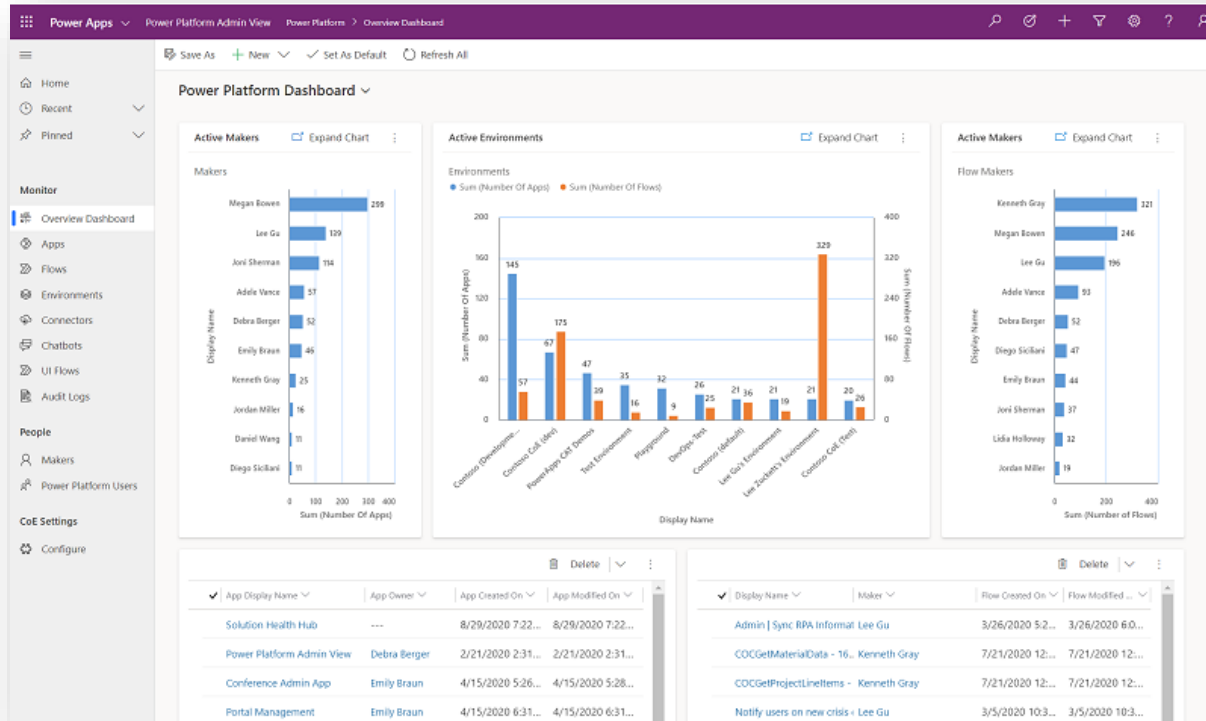 Power Apps Power Platform Admin View Power Platform > Overview Dashboard
Save As New Set As Default Refresh All
Home
Recent
Pinned
Monitor
Overview Dashboard
Apps
Flows
Environments
Connectors
Chatbots
UI Flows
Audit Logs
People
Makers
Power Platform Users
CoE Settings
Configure
Power Platform Dashboard
Active Makers Expand Chart
Makers
Display Name
Megan Bowen 299
Lee Gu 139
Joni Sherman 114
Adele Vance 57
Debra Berger 52
Emily Braun 46
Kenneth Gray 25
Jordan Miller 16
Daniel Wang 11
Diego Siciliani 11
0 100 200 300 400
Sum (Number Of Apps)
Active Environments Expand Chart
Environments
Sum (Number Of Apps) Sum (Number Of Flows)
Sum (Number Of Apps)
200
160
120
80
40
0
145 57
67 175
47 39
35 16
32 9
26 25
21 36
21 19
21 329
20 26
400
320
240
160
80
0
Sum (Number Of Flows)
Contoso (Developme...
Contoso CoE (dev)
PowerApps CAT Demos
Test Environment
Playground
DevOps-Test
Contoso (default)
Lee Gu's Environment
Lee Zuckett's Environment
Contoso CoE (Test)
Display Name
Active Makers Expand Chart
Flow Makers
Display Name
Kenneth Gray 321
Megan Bowen 246
Lee Gu 196
Adele Vance 93
Debra Berger 52
Diego Siciliani 47
Emily Braun 44
Joni Sherman 37
Lidia Holloway 32
Jordan Miller 19
0 200 400
Sum (Number of Flows)
Delete
App Display Name App Owner App Created On App Modified On
Solution Health Hub --- 8/29/2020 7:22... 8/29/2020 7:22...
Power Platform Admin View Debra Berger 2/21/2020 2:31... 2/21/2020 2:31...
Conference Admin App Emily Braun 4/15/2020 5:26... 4/15/2020 5:28...
Portal Management Emily Braun 4/15/2020 6:31... 4/15/2020 6:31...
Delete
Display Name Maker Flow Created On Flow Modified ...
Admin | Sync RPA Informat Lee Gu 3/26/2020 5:2... 3/26/2020 6:0...
COCGetMaterialData - 16... Kenneth Gray 7/21/2020 12:... 7/21/2020 12:...
COCGetProjectLineItems - Kenneth Gray 7/21/2020 12:... 7/21/2020 12:...
Notify users on new crisis Lee Gu 3/5/2020 10:3... 3/5/2020 10:3...